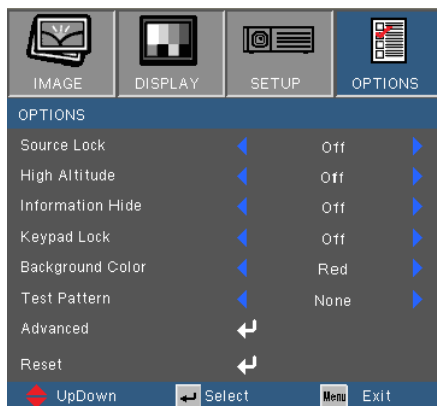 IMAGE DISPLAY SETUP OPTIONS
OPTIONS
Source Lock Off
High Altitude Off
Information Hide Off
Keypad Lock Off
Background Color Red
Test Pattern None
Advanced
Reset
UpDown Select Menu Exit